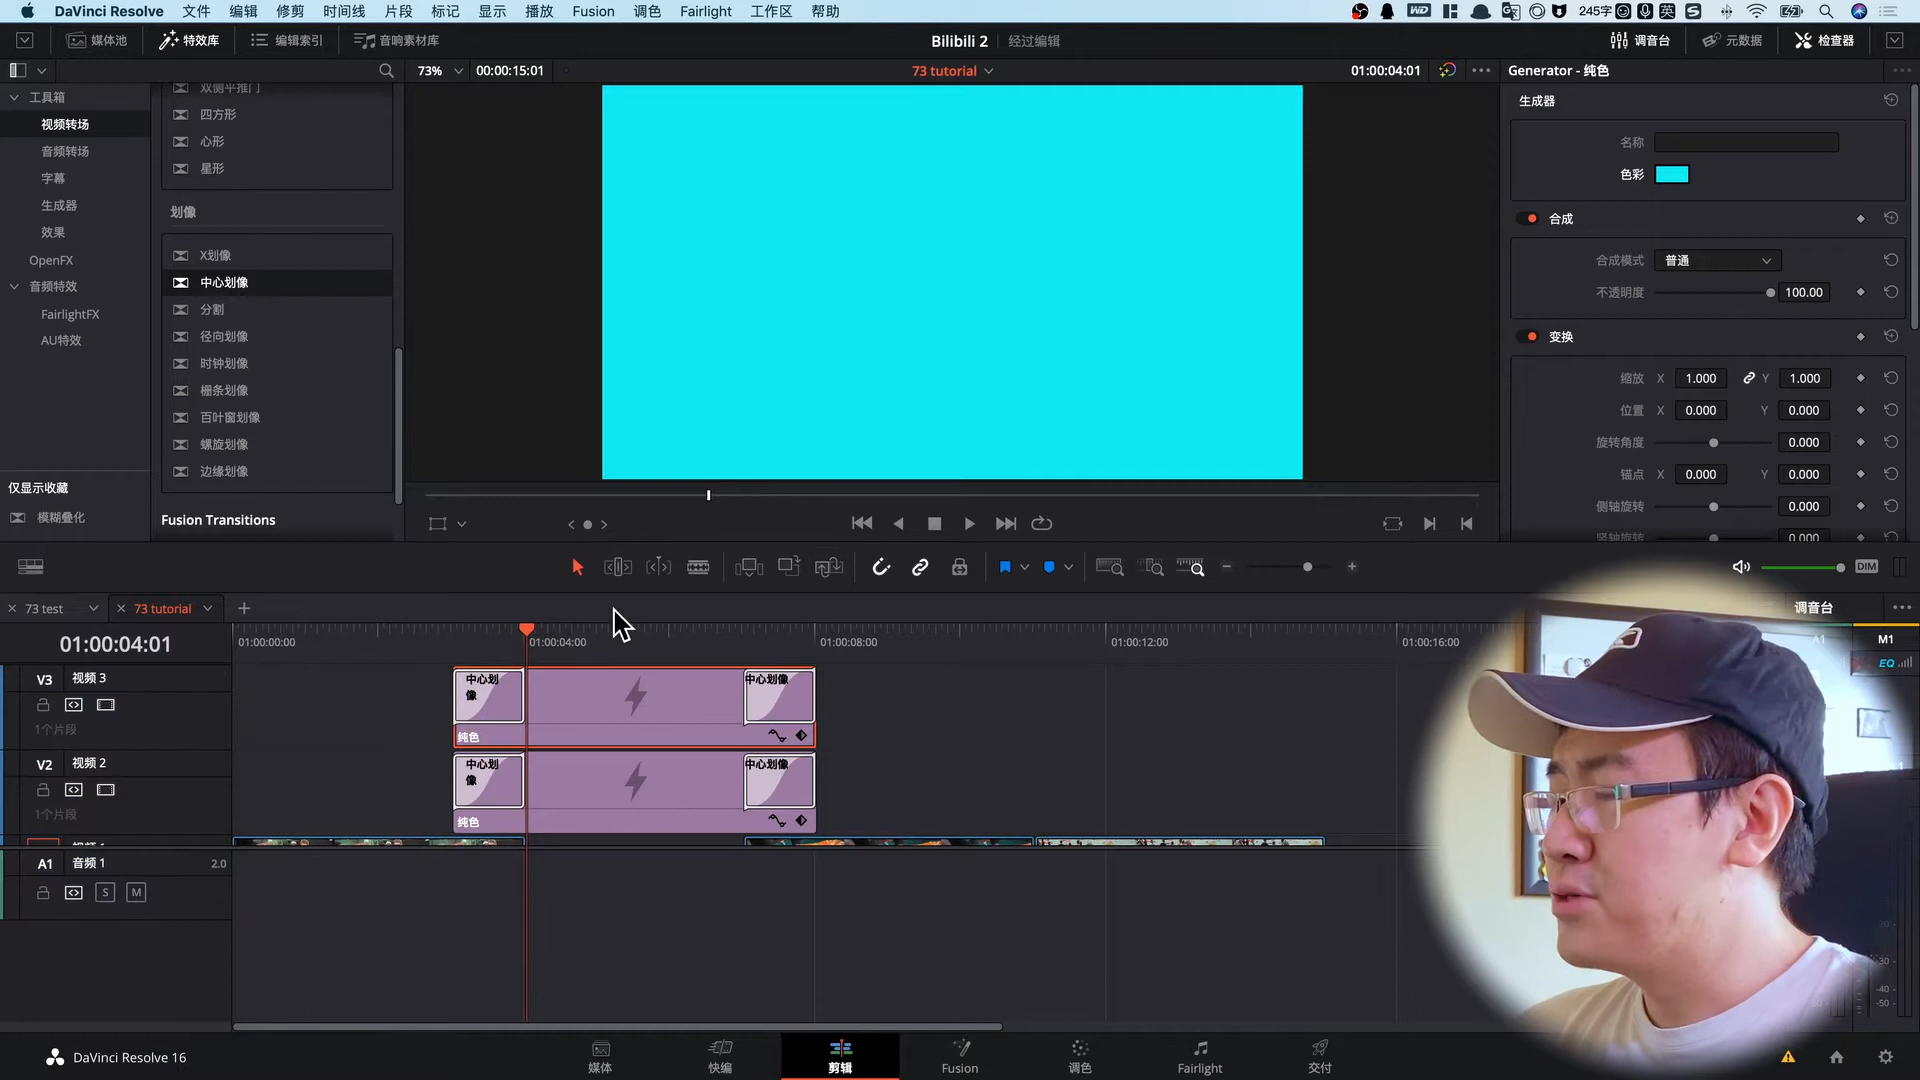 DaVinci Resolve 文件 编辑 修剪 时间线 片段 标记 显示 播放 Fusion 调色 Fairlight 工作区 帮助 WD 245字 英
媒体池 特效库 编辑索引 音响素材库 Bilibili 2 经过编辑 调音台 元数据 检查器
73% 00:00:15:01 73 tutorial 01:00:04:01 Generator - 纯色
工具箱
视频转场
音频转场
字幕
生成器
效果
OpenFX
音频特效
FairlightFX
AU特效
仅显示收藏
模糊叠化
双侧平推门
四方形
心形
星形
划像
X划像
中心划像
分割
径向划像
时钟划像
栅条划像
百叶窗划像
螺旋划像
边缘划像
Fusion Transitions
生成器
名称
色彩
合成
合成模式 普通
不透明度 100.00
变换
缩放 X 1.000 Y 1.000
位置 X 0.000 Y 0.000
旋转角度 0.000
锚点 X 0.000 Y 0.000
侧轴旋转 0.000
竖轴旋转 0.000
DIM
73 test 73 tutorial 调音台
01:00:04:01 01:00:00:00 01:00:04:00 01:00:08:00 01:00:12:00 01:00:16:00
A1 M1
EQ
V3 视频 3
1个片段
中心划像 中心划像
纯色
V2 视频 2
1个片段
中心划像 中心划像
纯色
A1 音频 1 2.0
S M
-30
-40
-50
DaVinci Resolve 16
媒体 快编 剪辑 Fusion 调色 Fairlight 交付